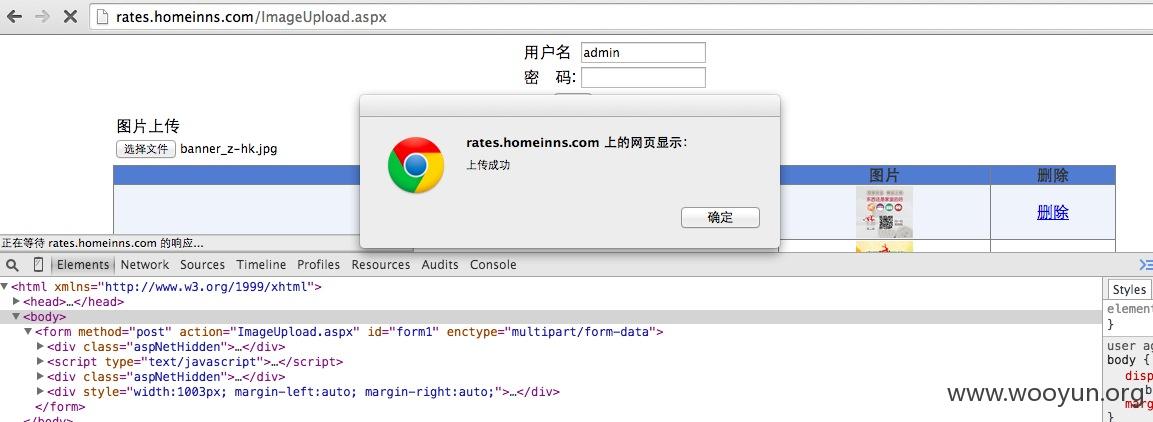 rates.homeinns.com/ImageUpload.aspx
用户名 admin
密 码:
图片上传
选择文件 banner_z-hk.jpg
rates.homeinns.com 上的网页显示:
上传成功
确定
图片 删除
删除
正在等待 rates.homeinns.com 的响应...
Elements Network Sources Timeline Profiles Resources Audits Console
<html xmlns="http://www.w3.org/1999/xhtml">
<head>…</head>
<body>
<form method="post" action="ImageUpload.aspx" id="form1" enctype="multipart/form-data">
<div class="aspNetHidden">…</div>
<script type="text/javascript">…</script>
<div class="aspNetHidden">…</div>
<div style="width:1003px; margin-left:auto; margin-right:auto;">…</div>
</form>
Styles
element
}
user ag
body {
disp
marg
www.wooyun.org